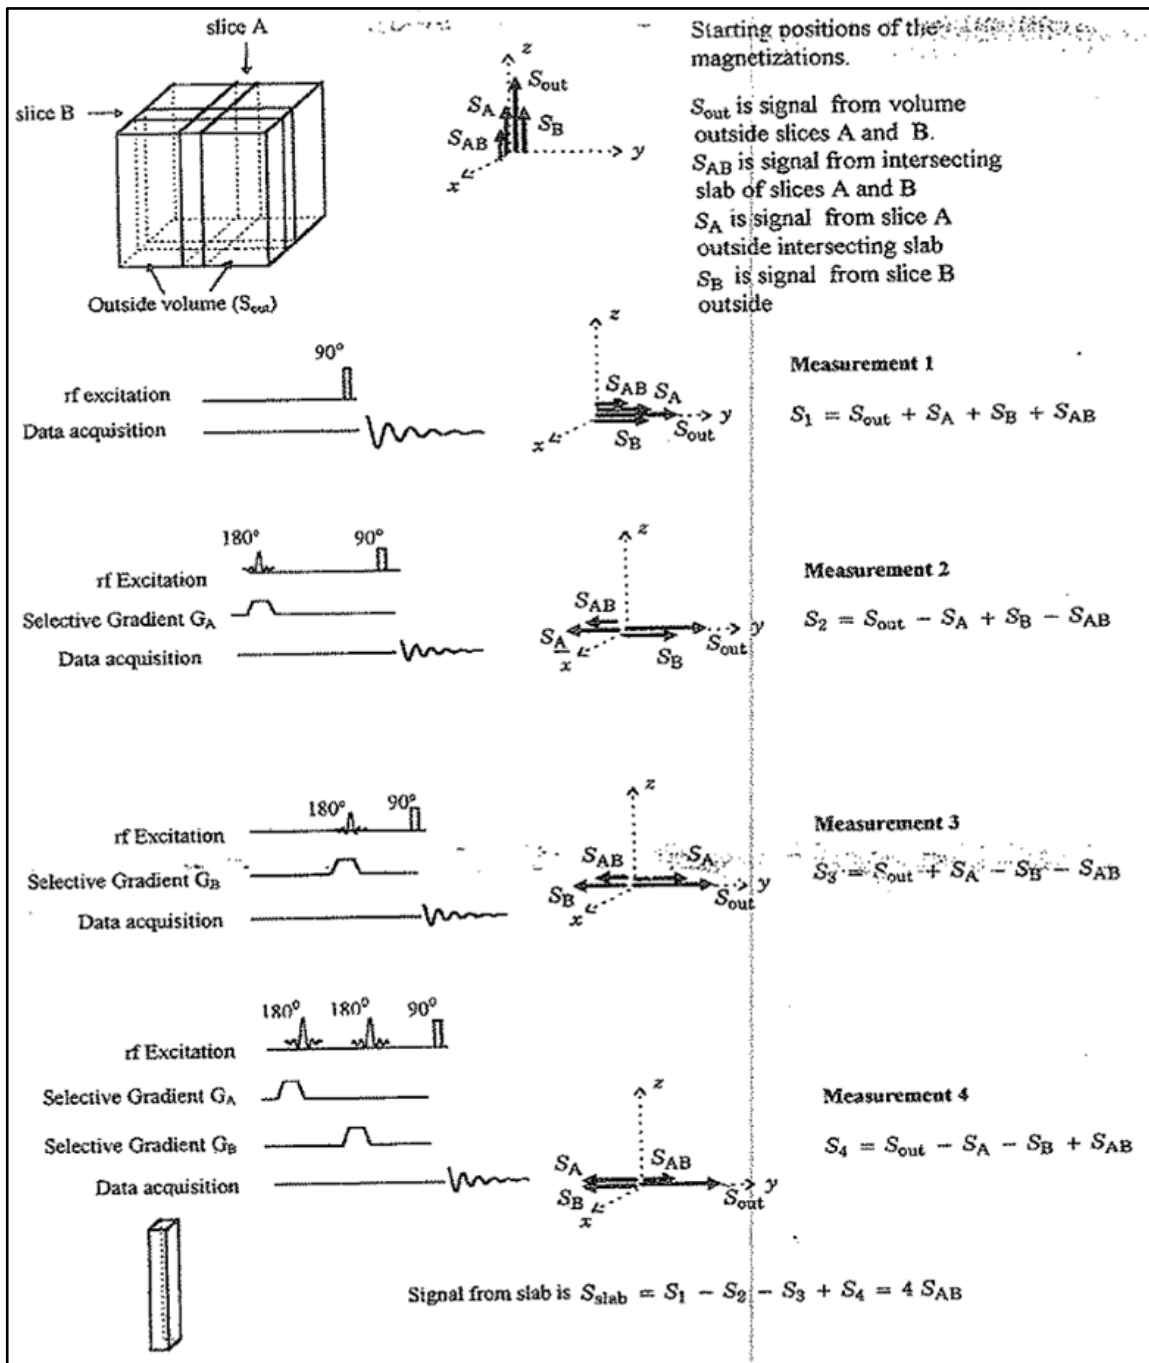 slice A
slice B
Outside volume (Sout)
z
Sout
SA
SB
SAB
y
x
Starting positions of the
magnetizations.
Sout is signal from volume
outside slices A and B.
SAB is signal from intersecting
slab of slices A and B
SA is signal from slice A
outside intersecting slab
SB is signal from slice B
outside
90°
rf excitation
Data acquisition
z
SAB SA
y
x
SB
Sout
Measurement 1
S1 = Sout + SA + SB + SAB
180° 90°
rf Excitation
Selective Gradient GA
Data acquisition
z
SAB
y
SA
x
SB
Sout
Measurement 2
S2 = Sout − SA + SB − SAB
180° 90°
rf Excitation
Selective Gradient GB
Data acquisition
z
SAB SA
y
SB
x
Sout
Measurement 3
S3 = Sout + SA − SB − SAB
180° 180° 90°
rf Excitation
Selective Gradient GA
Selective Gradient GB
Data acquisition
z
SA SAB
y
SB
x
Sout
Measurement 4
S4 = Sout − SA − SB + SAB
Signal from slab is Sslab = S1 − S2 − S3 + S4 = 4 SAB